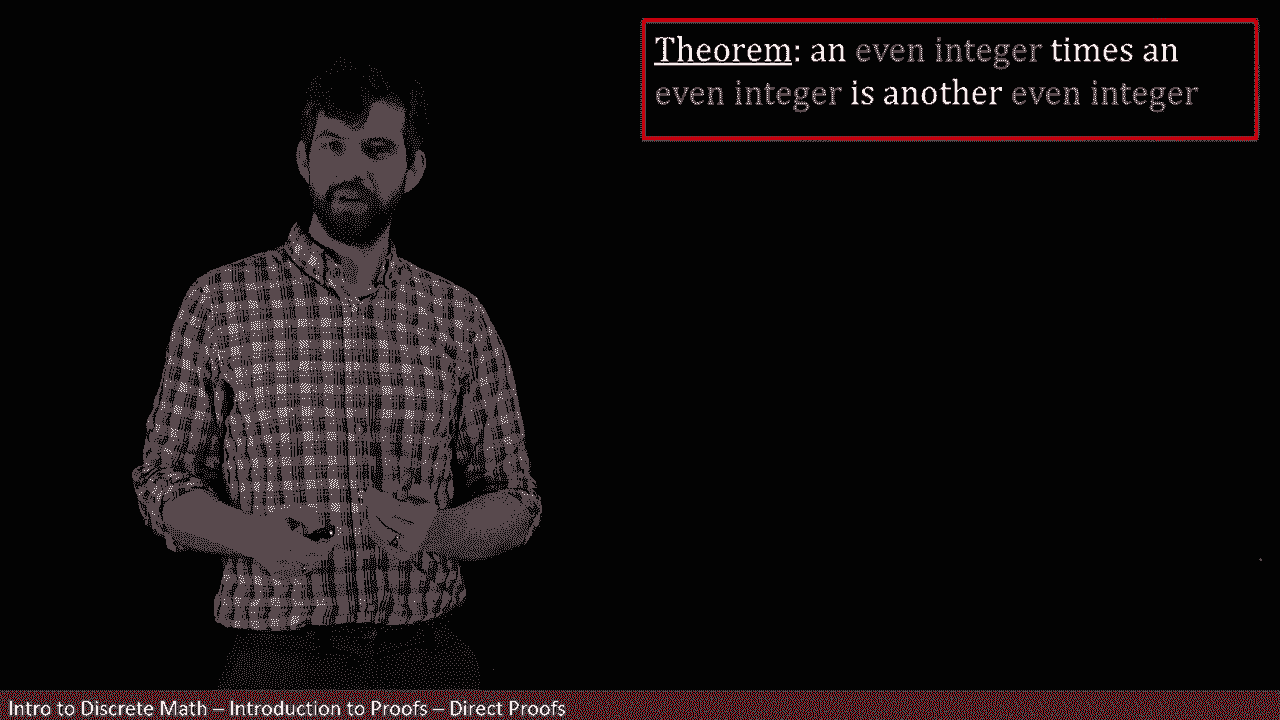 Theorem: an even integer times an
even integer is another even integer
Intro to Discrete Math – Introduction to Proofs – Direct Proofs